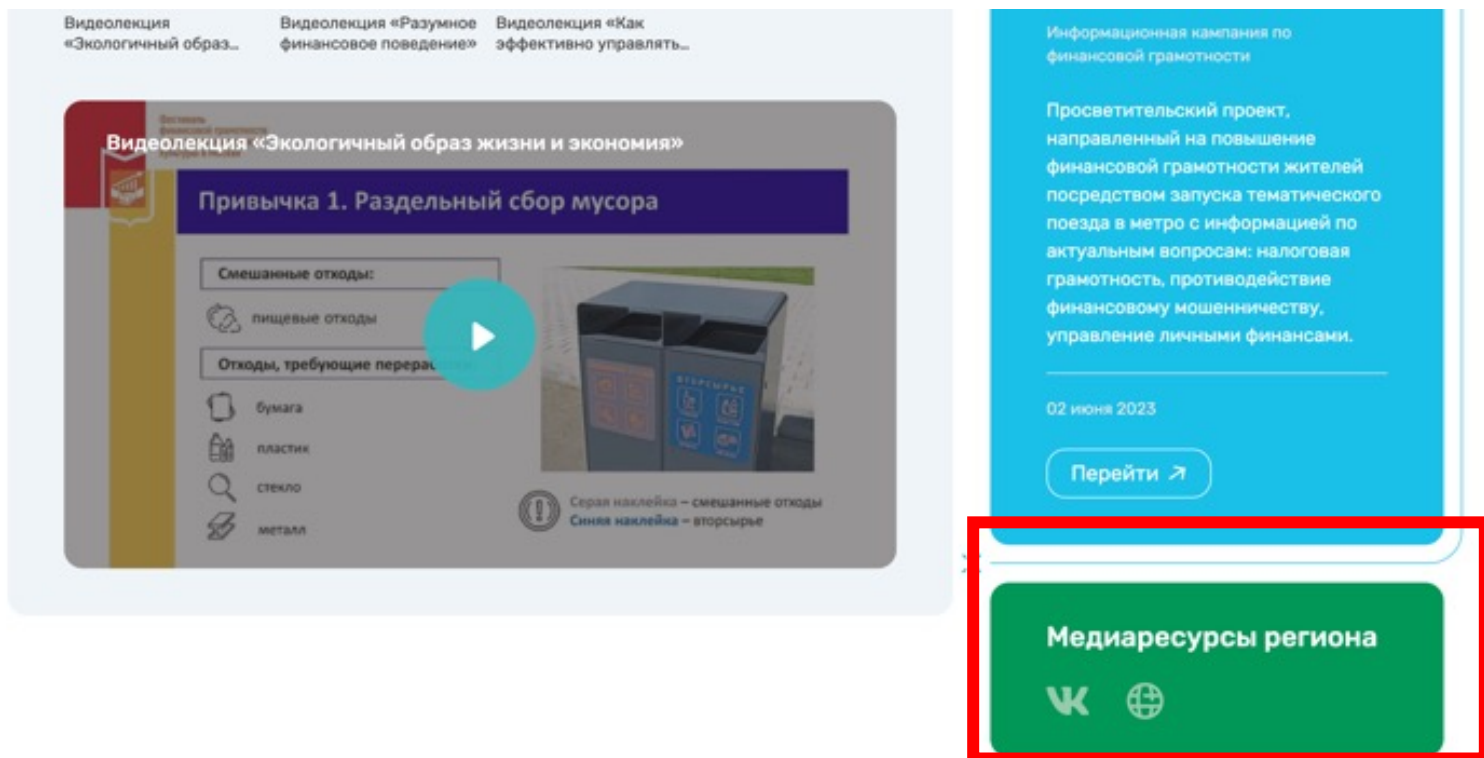 Видеолекция
«Экологичный образ...
Видеолекция «Разумное
финансовое поведение»
Видеолекция «Как
эффективно управлять...
Видеолекция «Экологичный образ жизни и экономия»
Привычка 1. Раздельный сбор мусора
Смешанные отходы:
пищевые отходы
Отходы, требующие
бумага
пластик
стекло
металл
ВТОРСЫРЬЕ
Серая наклейка – смешанные отходы
Синяя наклейка – вторсырье
Информационная кампания по
финансовой грамотности
Просветительский проект,
направленный на повышение
финансовой грамотности жителей
посредством запуска тематического
поезда в метро с информацией по
актуальным вопросам: налоговая
грамотность, противодействие
финансовому мошенничеству,
управление личными финансами.
02 июня 2023
Перейти
Медиаресурсы региона